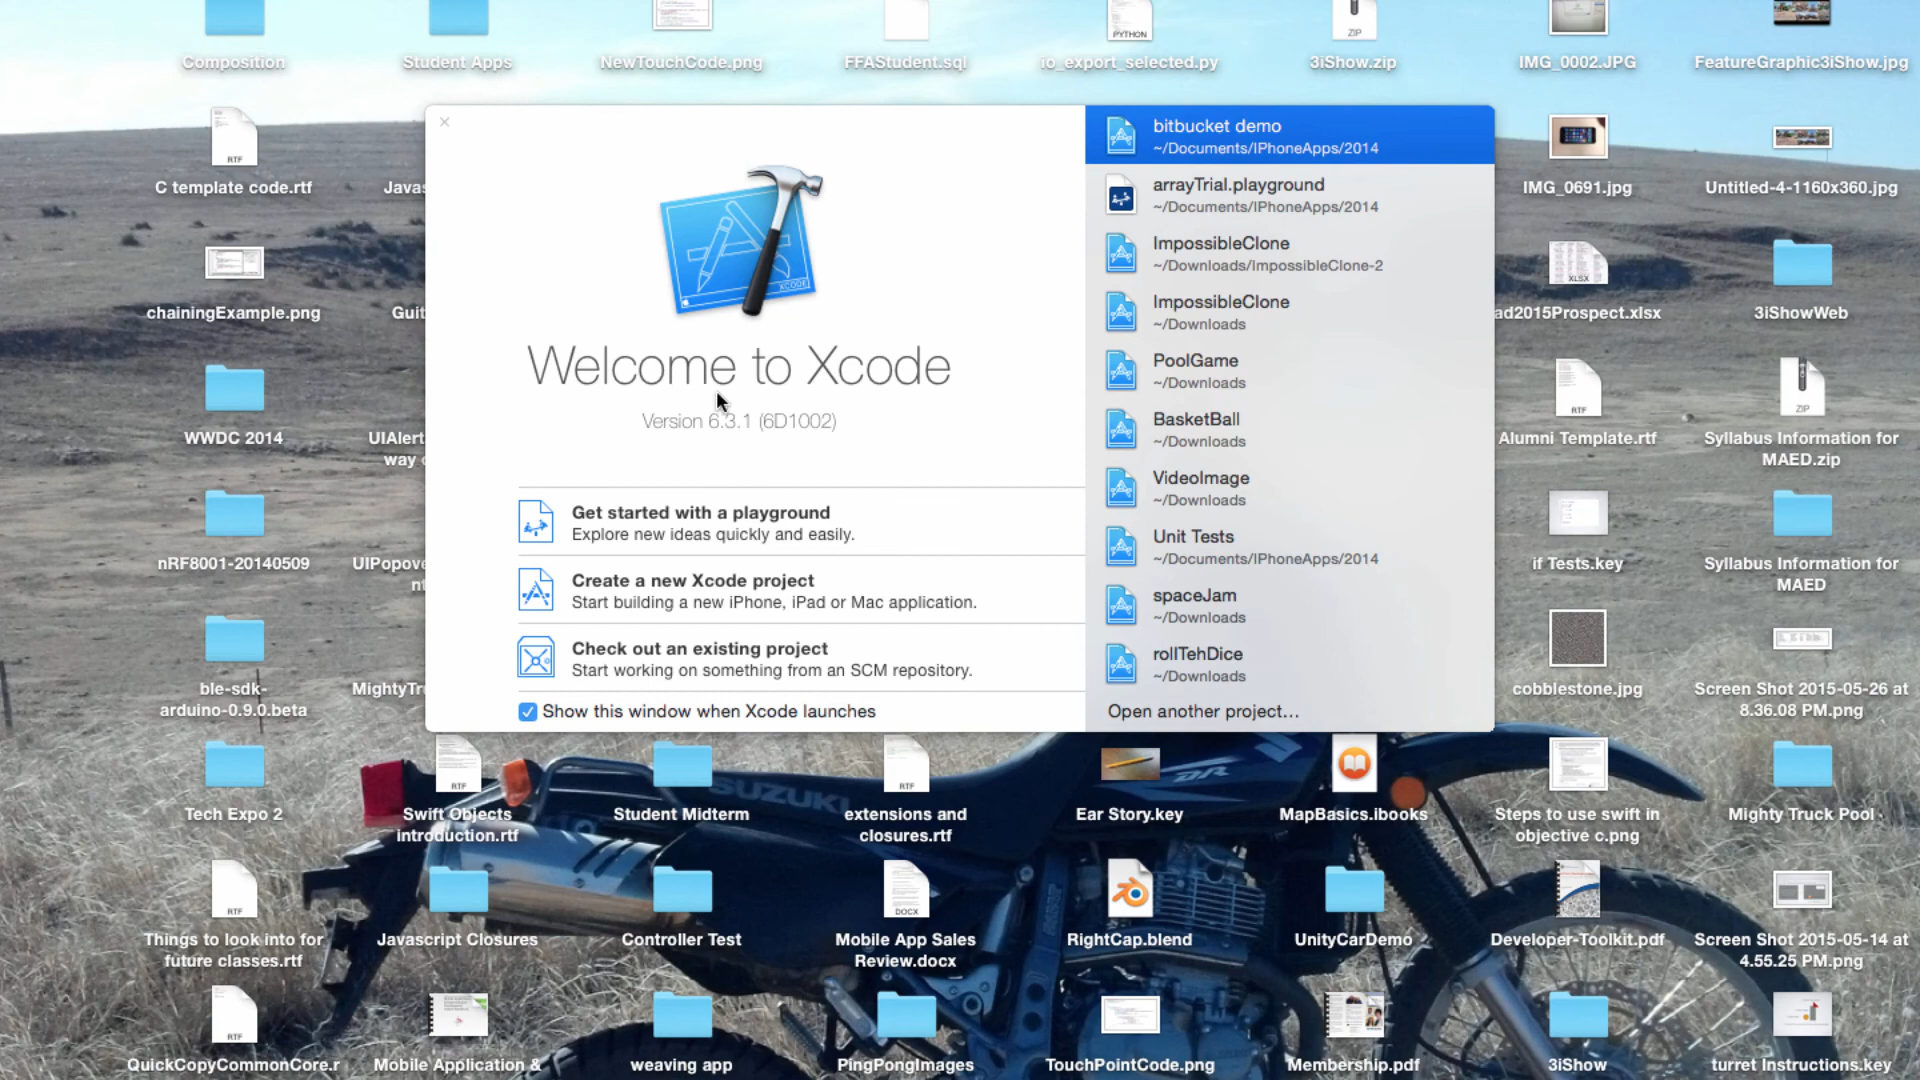 Composition
Student Apps
NewTouchCode.png
FFAStudent.sql
PYTHON
io_export_selected.py
ZIP
3iShow.zip
IMG_0002.JPG
FeatureGraphic3iShow.jpg
RTF
C template code.rtf
Javas
IMG_0691.jpg
Untitled-4-1160x360.jpg
chainingExample.png
Guit
XLSX
ad2015Prospect.xlsx
3iShowWeb
WWDC 2014
UIAlert
way
RTF
Alumni Template.rtf
ZIP
Syllabus Information for
MAED.zip
nRF8001-20140509
UIPopove
if Tests.key
Syllabus Information for
MAED
ble-sdk-
arduino-0.9.0.beta
MightyTr
cobblestone.jpg
Screen Shot 2015-05-26 at
8.36.08 PM.png
XCODE
Welcome to Xcode
Version 6.3.1 (6D1002)
Get started with a playground
Explore new ideas quickly and easily.
Create a new Xcode project
Start building a new iPhone, iPad or Mac application.
Check out an existing project
Start working on something from an SCM repository.
Show this window when Xcode launches
bitbucket demo
~/Documents/IPhoneApps/2014
arrayTrial.playground
~/Documents/IPhoneApps/2014
ImpossibleClone
~/Downloads/ImpossibleClone-2
ImpossibleClone
~/Downloads
PoolGame
~/Downloads
BasketBall
~/Downloads
VideoImage
~/Downloads
Unit Tests
~/Documents/IPhoneApps/2014
spaceJam
~/Downloads
rollTehDice
~/Downloads
Open another project...
Tech Expo 2
RTF
Swift Objects
introduction.rtf
Student Midterm
SUZUKI
RTF
extensions and
closures.rtf
Ear Story.key
DR
MapBasics.ibooks
Steps to use swift in
objective c.png
Mighty Truck Pool
RTF
Things to look into for
future classes.rtf
Javascript Closures
Controller Test
DOCX
Mobile App Sales
Review.docx
RightCap.blend
UnityCarDemo
Developer-Toolkit.pdf
Screen Shot 2015-05-14 at
4.55.25 PM.png
RTF
QuickCopyCommonCore.r
Mobile Application &
weaving app
PingPongImages
TouchPointCode.png
Membership.pdf
3iShow
turret Instructions.key